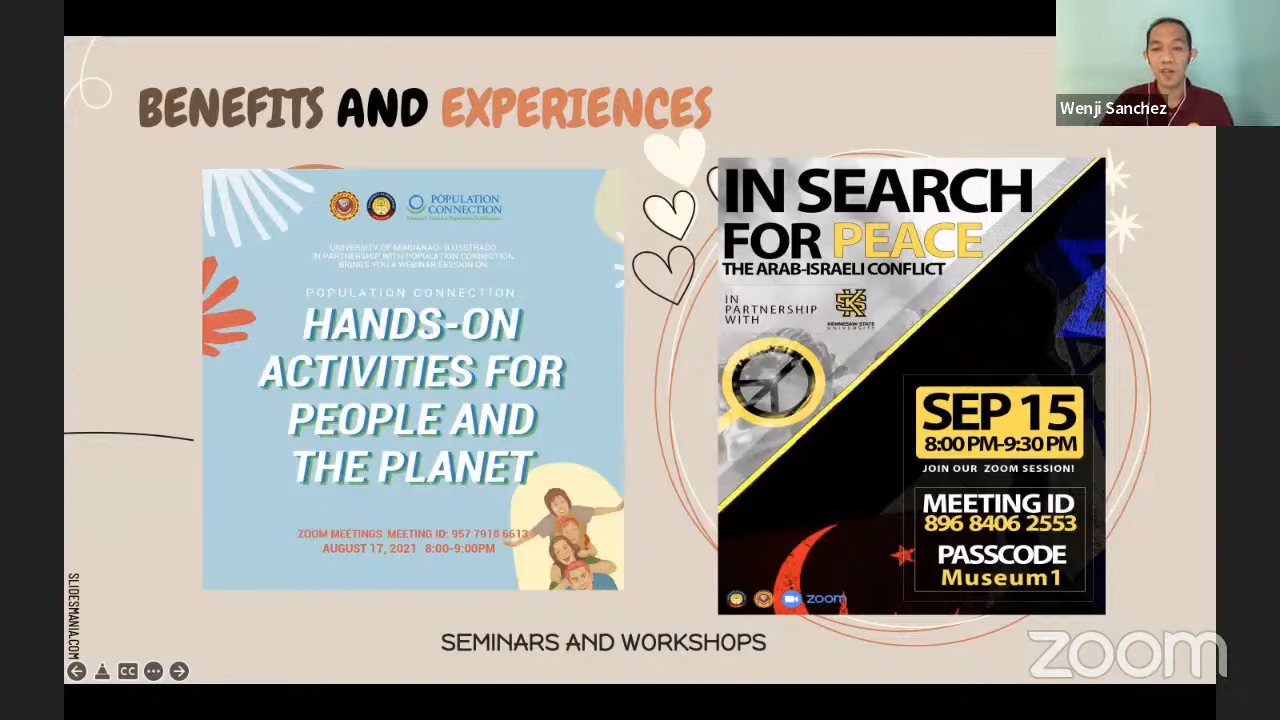 BENEFITS AND EXPERIENCES
Wenji Sanchez
POPULATION
CONNECTION
UNIVERSITY OF MINDANAO- ILUSSTRADO
IN PARTNERSHIP WITH POPULATION CONNECTION
BRINGS YOU A WEBINAR SESSION ON
POPULATION CONNECTION
HANDS-ON
ACTIVITIES FOR
PEOPLE AND
THE PLANET
ZOOM MEETINGS MEETING ID: 957 7918 6613
AUGUST 17, 2021 8:00-9:00PM
IN SEARCH
FOR PEACE
THE ARAB-ISRAELI CONFLICT
IN
PARTNERSHIP
WITH
KENNESAW STATE
UNIVERSITY
SEP 15
8:00 PM-9:30 PM
JOIN OUR ZOOM SESSION!
MEETING ID
896 8406 2553
PASSCODE
Museum1
zoom
SEMINARS AND WORKSHOPS
SLIDESMANIA.COM
CC
zoom